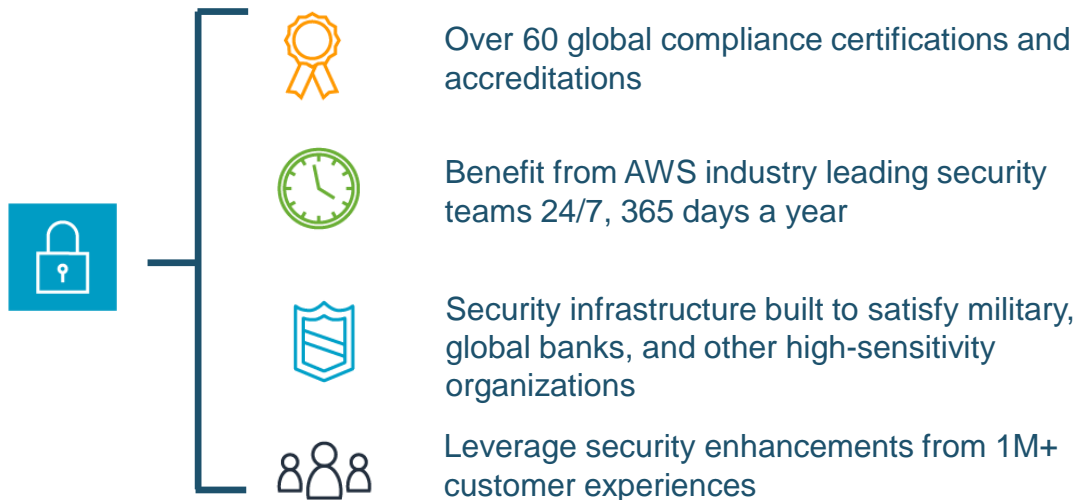 Over 60 global compliance certifications and
accreditations
Benefit from AWS industry leading security
teams 24/7, 365 days a year
Security infrastructure built to satisfy military,
global banks, and other high-sensitivity
organizations
Leverage security enhancements from 1M+
customer experiences